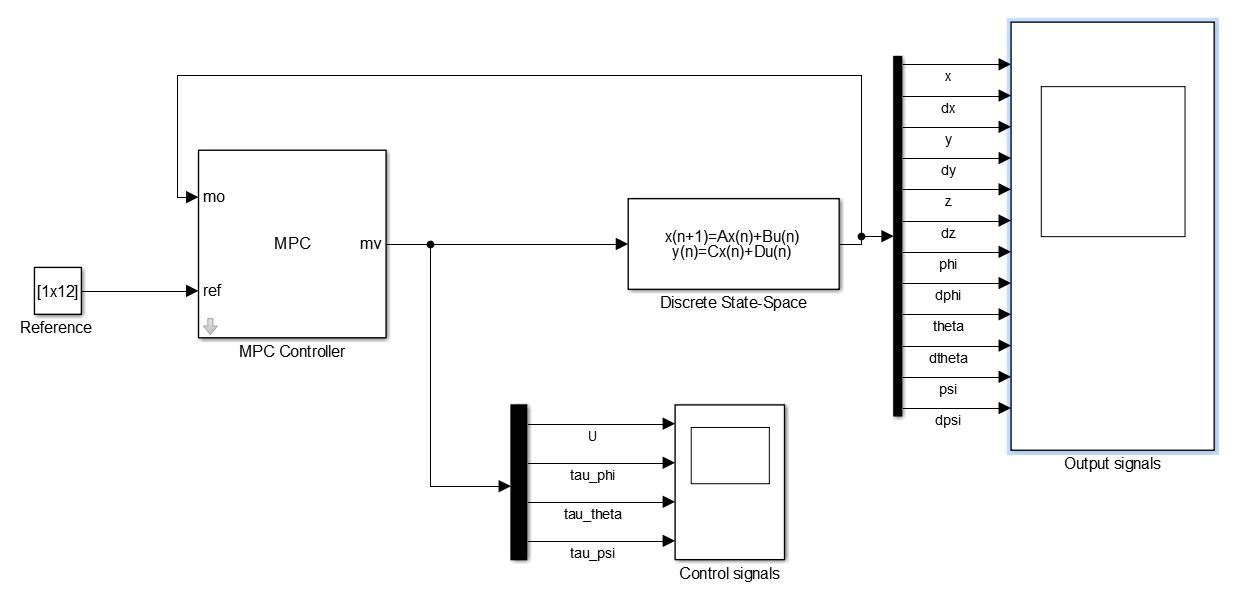 mo
MPC
mv
ref
MPC Controller
[1x12]
Reference
x(n+1)=Ax(n)+Bu(n)
y(n)=Cx(n)+Du(n)
Discrete State-Space
x
dx
y
dy
z
dz
phi
dphi
theta
dtheta
psi
dpsi
Output signals
U
tau_phi
tau_theta
tau_psi
Control signals